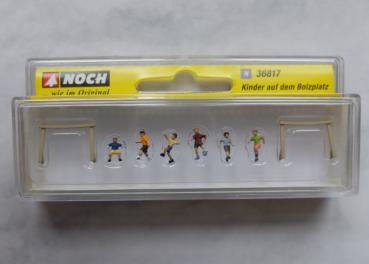 NOCH
... wie im Original
N 36817
Kinder auf dem Bolzplatz